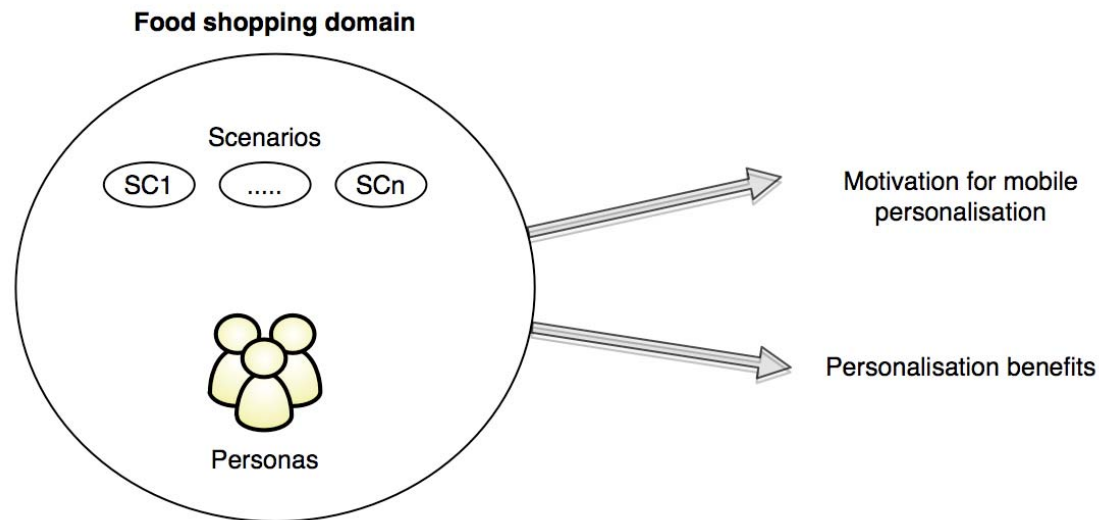 Food shopping domain
Scenarios
SC1 ..... SCn
Motivation for mobile
personalisation
Personalisation benefits
Personas